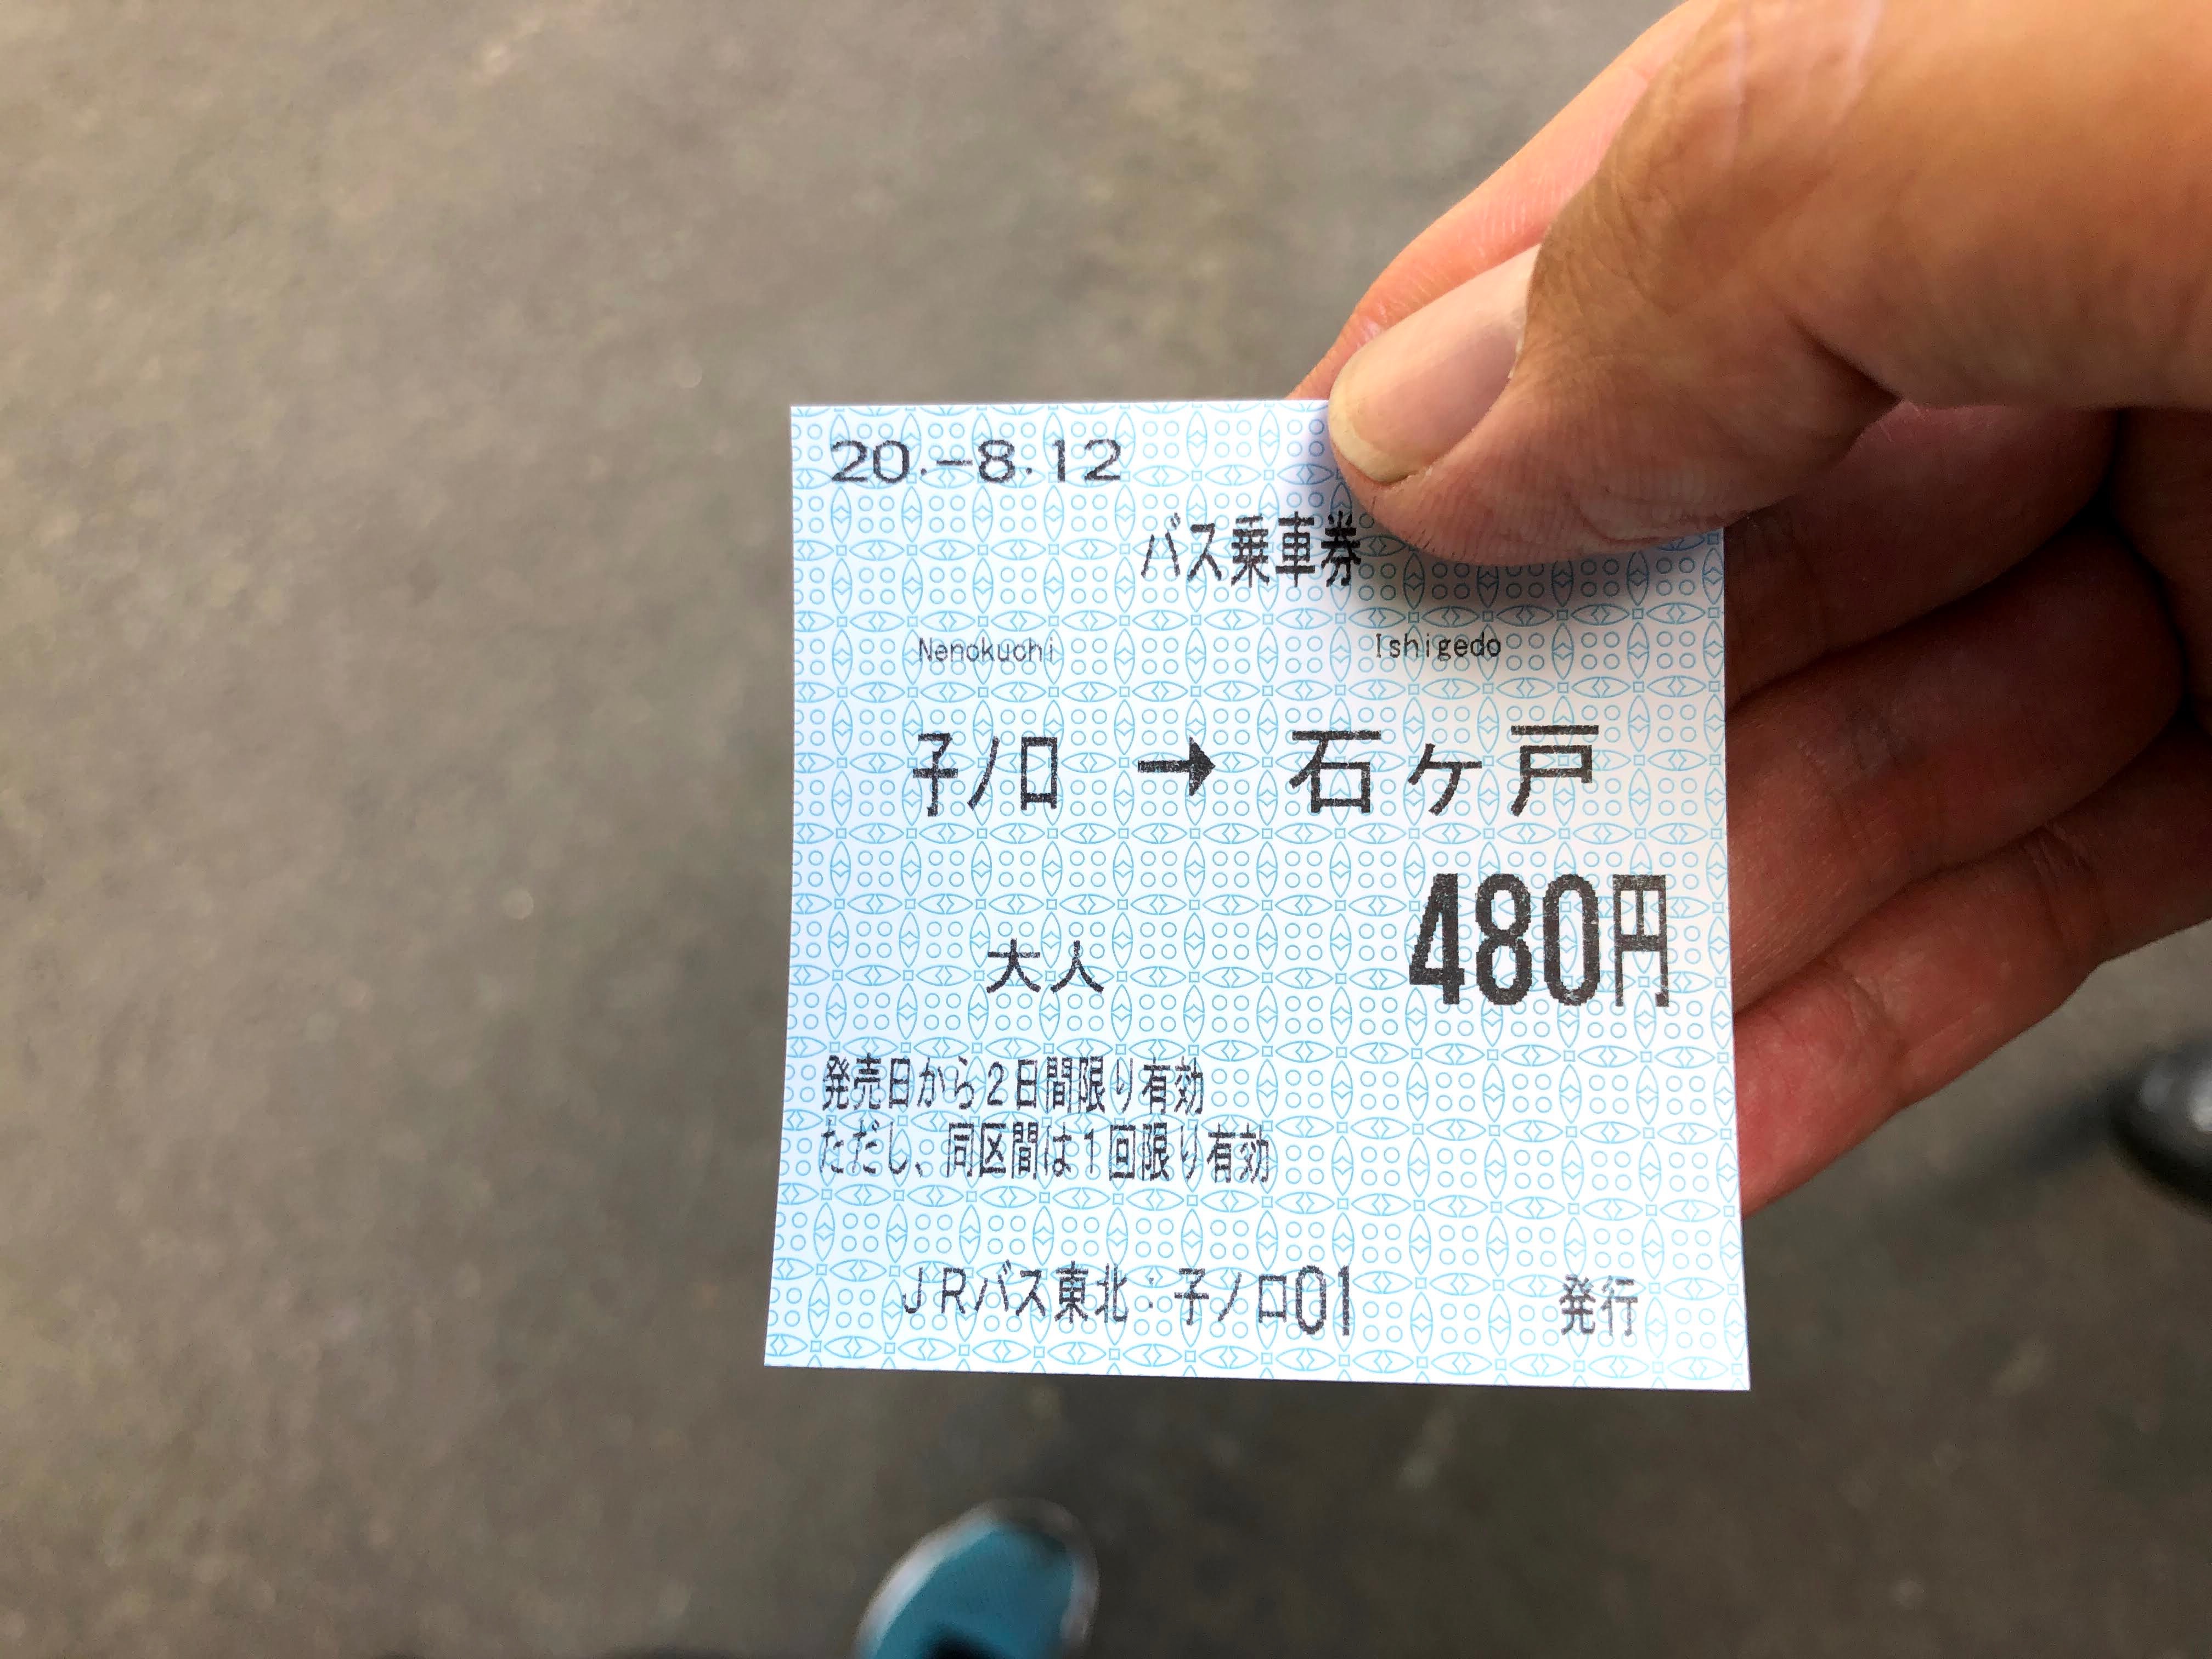 20.-8.12
バス乗車券
Nenokuchi Ishigedo
子ノ口 → 石ヶ戸
480円
大人
発売日から2日間限り有効
ただし、同区間は1回限り有効
JRバス東北：子ノ口01 発行